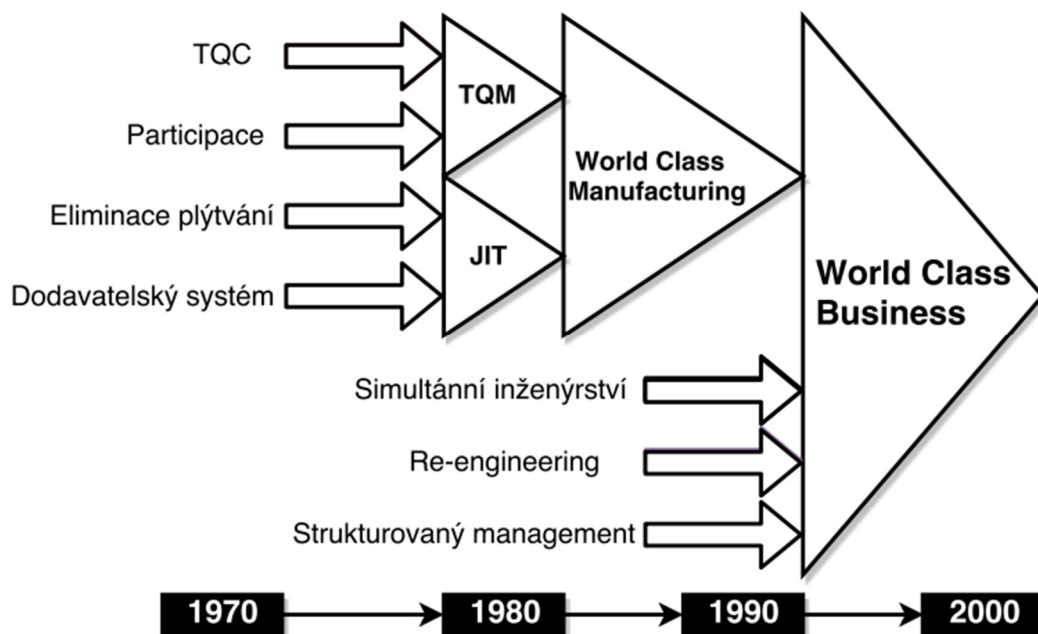 TQC
Participace
Eliminace plýtvání
Dodavatelský systém
TQM
JIT
World Class
Manufacturing
World Class
Business
Simultánní inženýrství
Re-engineering
Strukturovaný management
1970
1980
1990
2000